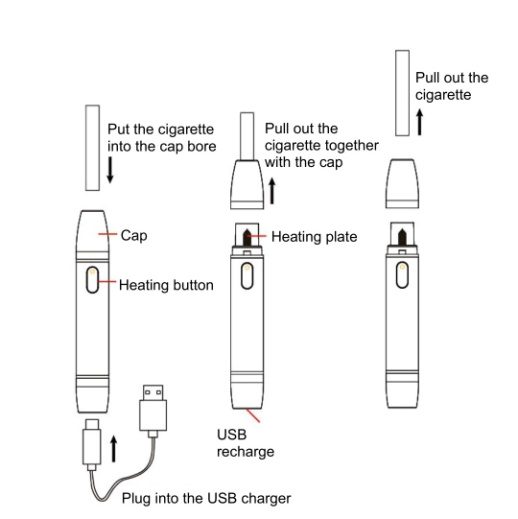 Pull out the
cigarette
Put the cigarette
into the cap bore
Pull out the
cigarette together
with the cap
Cap
Heating plate
Heating button
USB
recharge
Plug into the USB charger